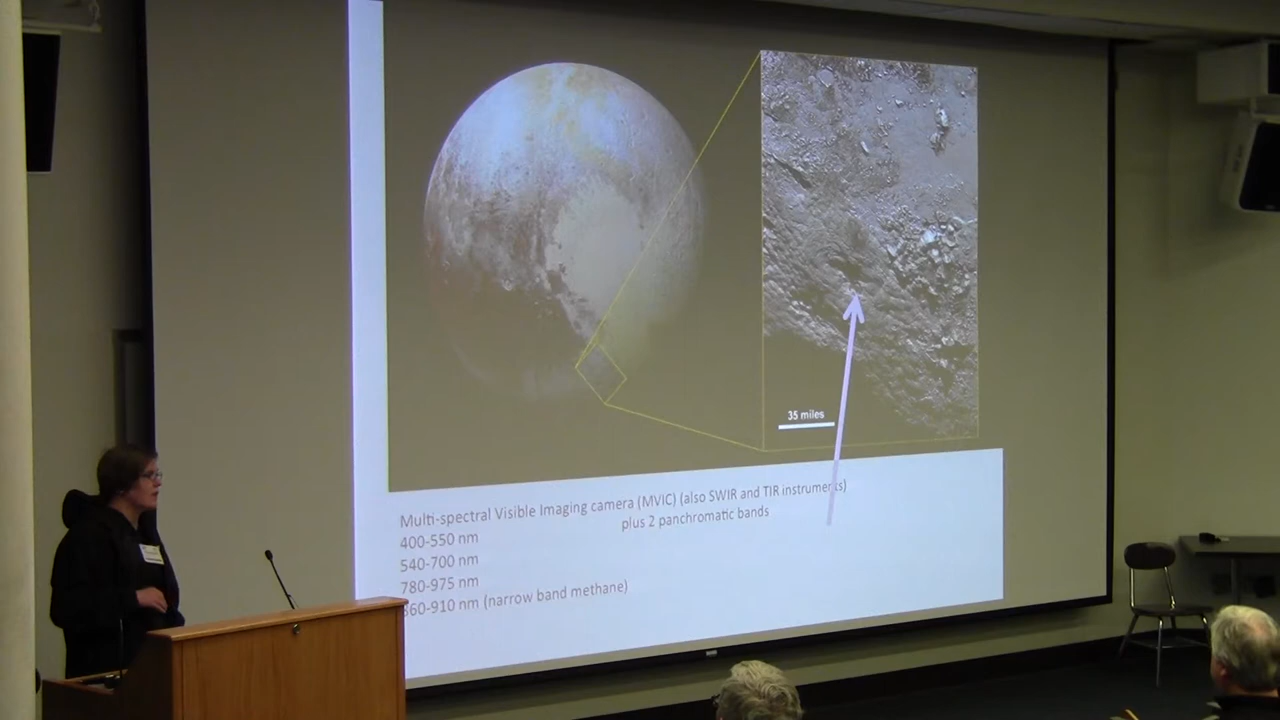 35 miles
Multi-spectral Visible Imaging camera (MVIC) (also SWIR and TIR instruments)
plus 2 panchromatic bands
400-550 nm
540-700 nm
780-975 nm
860-910 nm (narrow band methane)